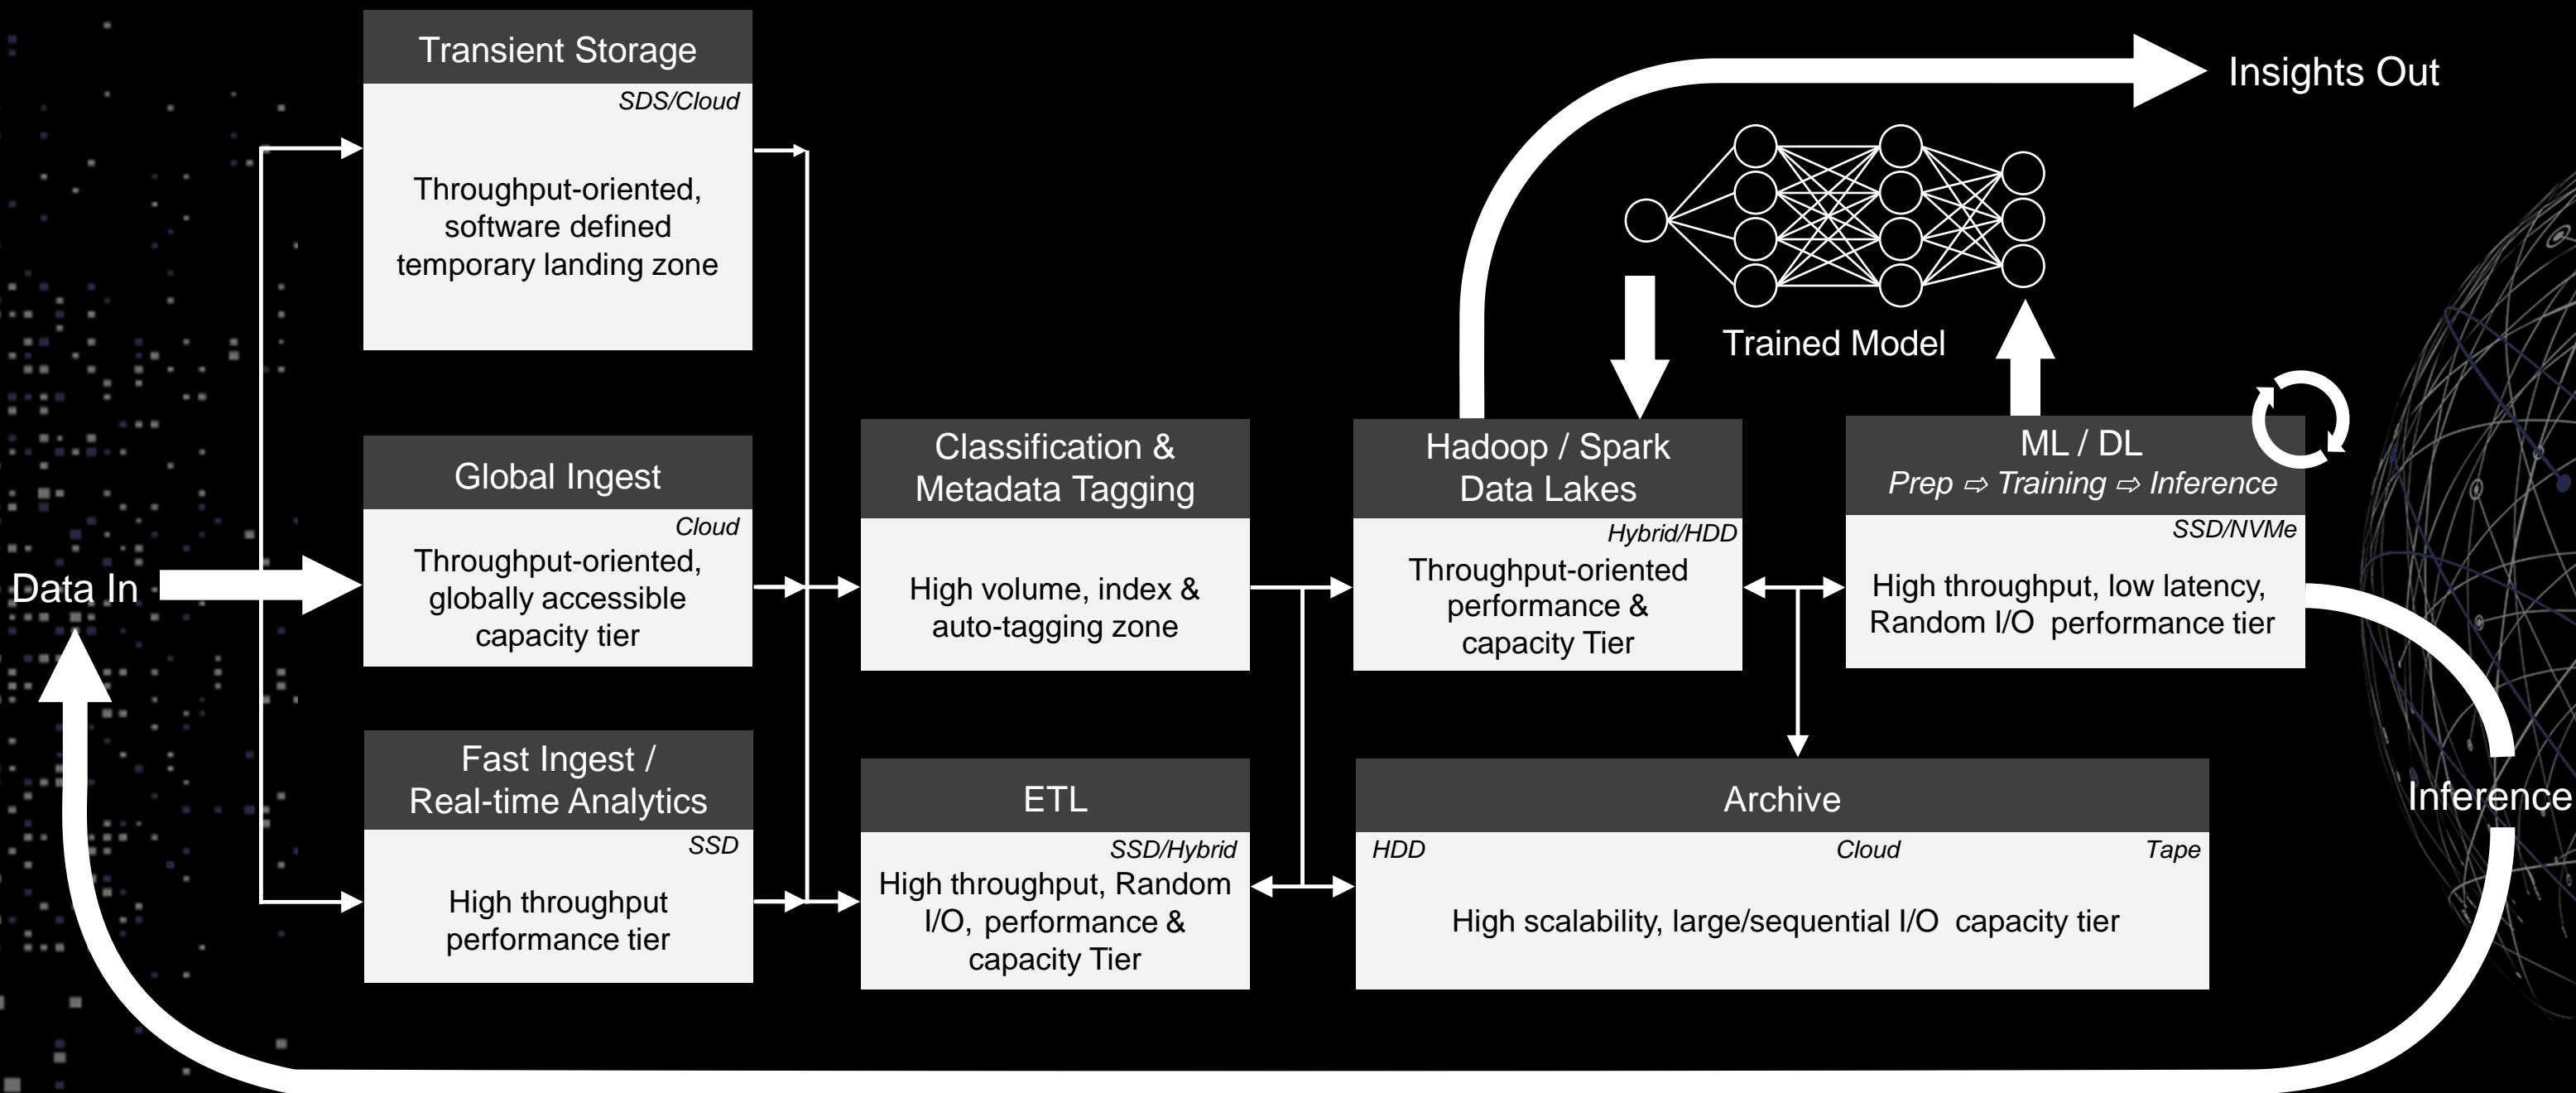 Transient Storage
SDS/Cloud
Throughput-oriented,
software defined
temporary landing zone
Insights Out
Trained Model
Data In
Global Ingest
Cloud
Throughput-oriented,
globally accessible
capacity tier
Classification &
Metadata Tagging
High volume, index &
auto-tagging zone
Hadoop / Spark
Data Lakes
Hybrid/HDD
Throughput-oriented
performance &
capacity Tier
ML / DL
Prep ⇨ Training ⇨ Inference
SSD/NVMe
High throughput, low latency,
Random I/O performance tier
Fast Ingest /
Real-time Analytics
SSD
High throughput
performance tier
ETL
SSD/Hybrid
High throughput, Random
I/O, performance &
capacity Tier
Archive
HDD Cloud Tape
High scalability, large/sequential I/O capacity tier
Inference